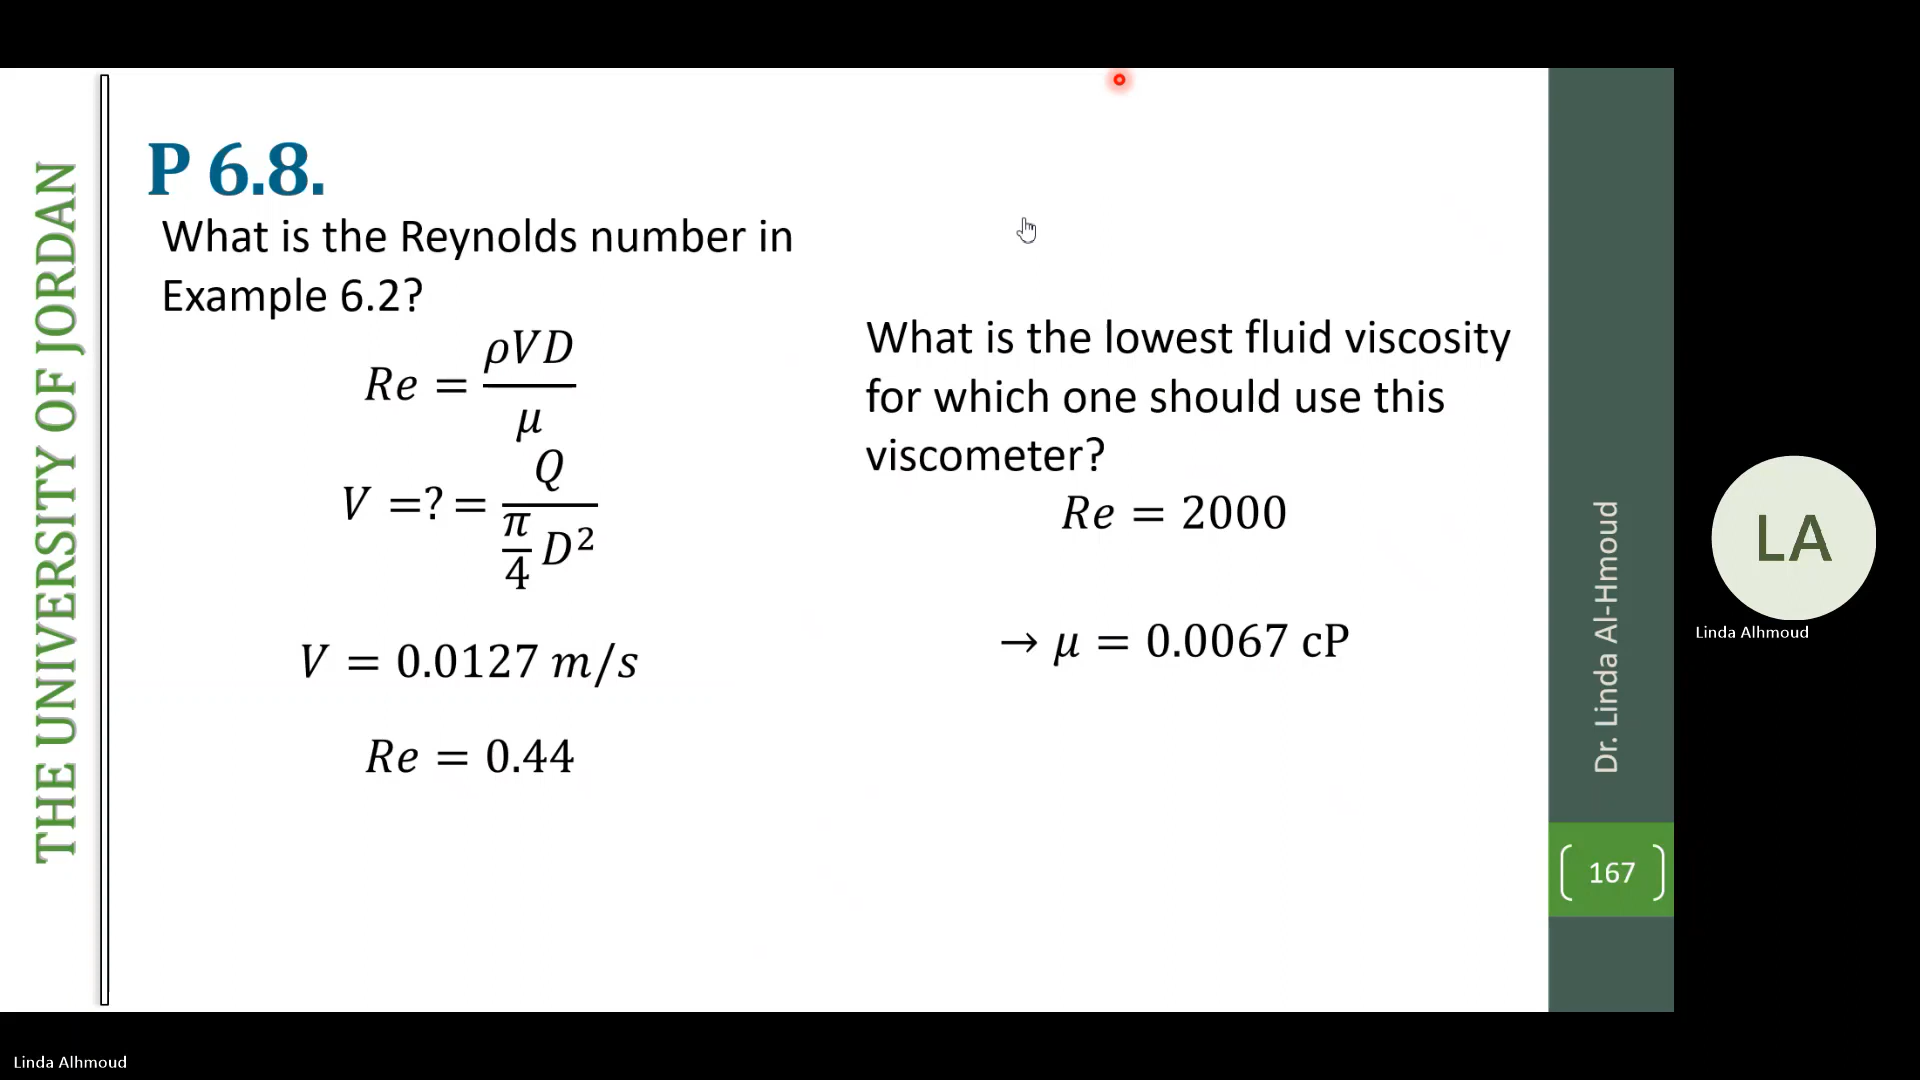 THE UNIVERSITY OF JORDAN
P 6.8.
What is the Reynolds number in
Example 6.2?
Re = ρVD / μ
V =? = Q / (π/4 D²)
V = 0.0127 m/s
Re = 0.44
What is the lowest fluid viscosity
for which one should use this
viscometer?
Re = 2000
→ μ = 0.0067 cP
Dr. Linda Al-Hmoud
167
LA
Linda Alhmoud
Linda Alhmoud